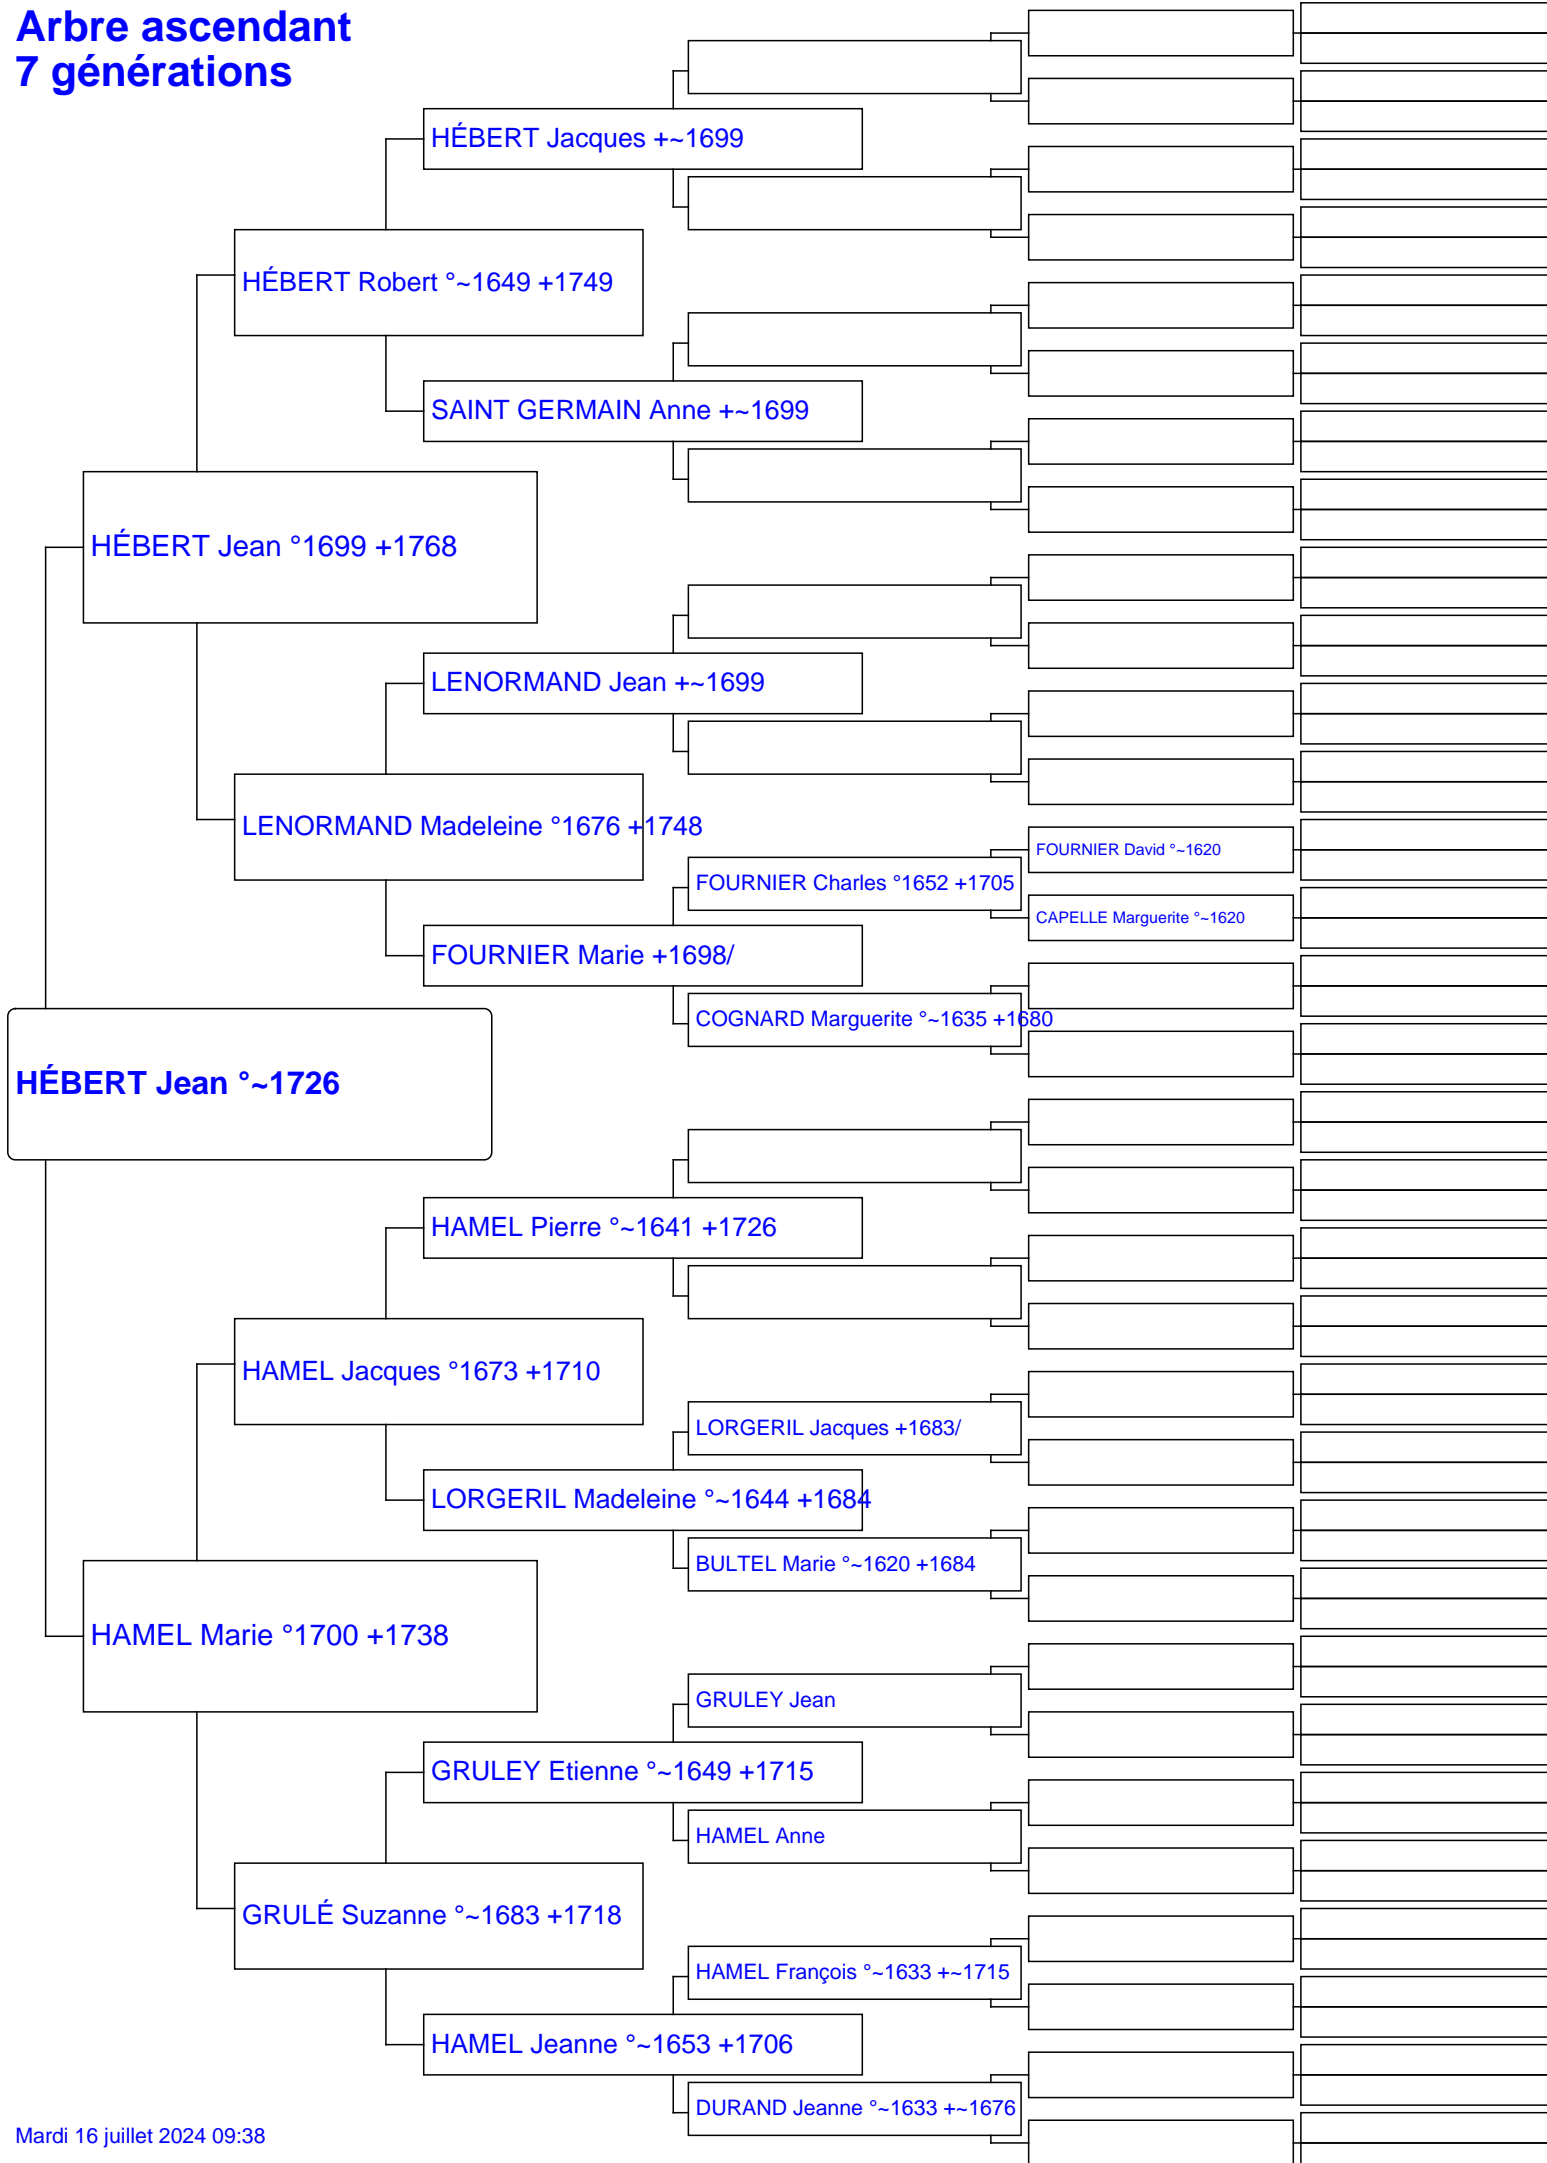 Arbre ascendant
7 générations
HÉBERT Jacques +~1699
HÉBERT Robert °~1649 +1749
SAINT GERMAIN Anne +~1699
HÉBERT Jean °1699 +1768
LENORMAND Jean +~1699
LENORMAND Madeleine °1676 +1748
FOURNIER David °~1620
FOURNIER Charles °1652 +1705
CAPELLE Marguerite °~1620
FOURNIER Marie +1698/
COGNARD Marguerite °~1635 +1680
HÉBERT Jean °~1726
HAMEL Pierre °~1641 +1726
HAMEL Jacques °1673 +1710
LORGERIL Jacques +1683/
LORGERIL Madeleine °~1644 +1684
BULTEL Marie °~1620 +1684
HAMEL Marie °1700 +1738
GRULEY Jean
GRULEY Etienne °~1649 +1715
HAMEL Anne
GRULÉ Suzanne °~1683 +1718
HAMEL François °~1633 +~1715
HAMEL Jeanne °~1653 +1706
DURAND Jeanne °~1633 +~1676
Mardi 16 juillet 2024 09:38